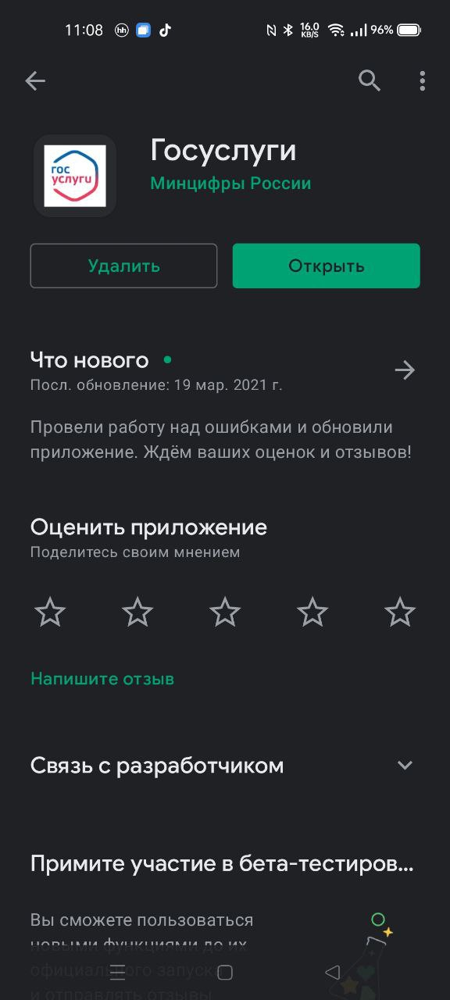 11:08 hh 16.0 KB/S 96%
Госуслуги
гос
услуги
Минцифры России
Удалить
Открыть
Что нового
Посл. обновление: 19 мар. 2021 г.
Провели работу над ошибками и обновили
приложение. Ждём ваших оценок и отзывов!
Оценить приложение
Поделитесь своим мнением
Напишите отзыв
Связь с разработчиком
Примите участие в бета-тестиров...
Вы сможете пользоваться
новыми функциями до их
официального запуска
и отправлять отзывы